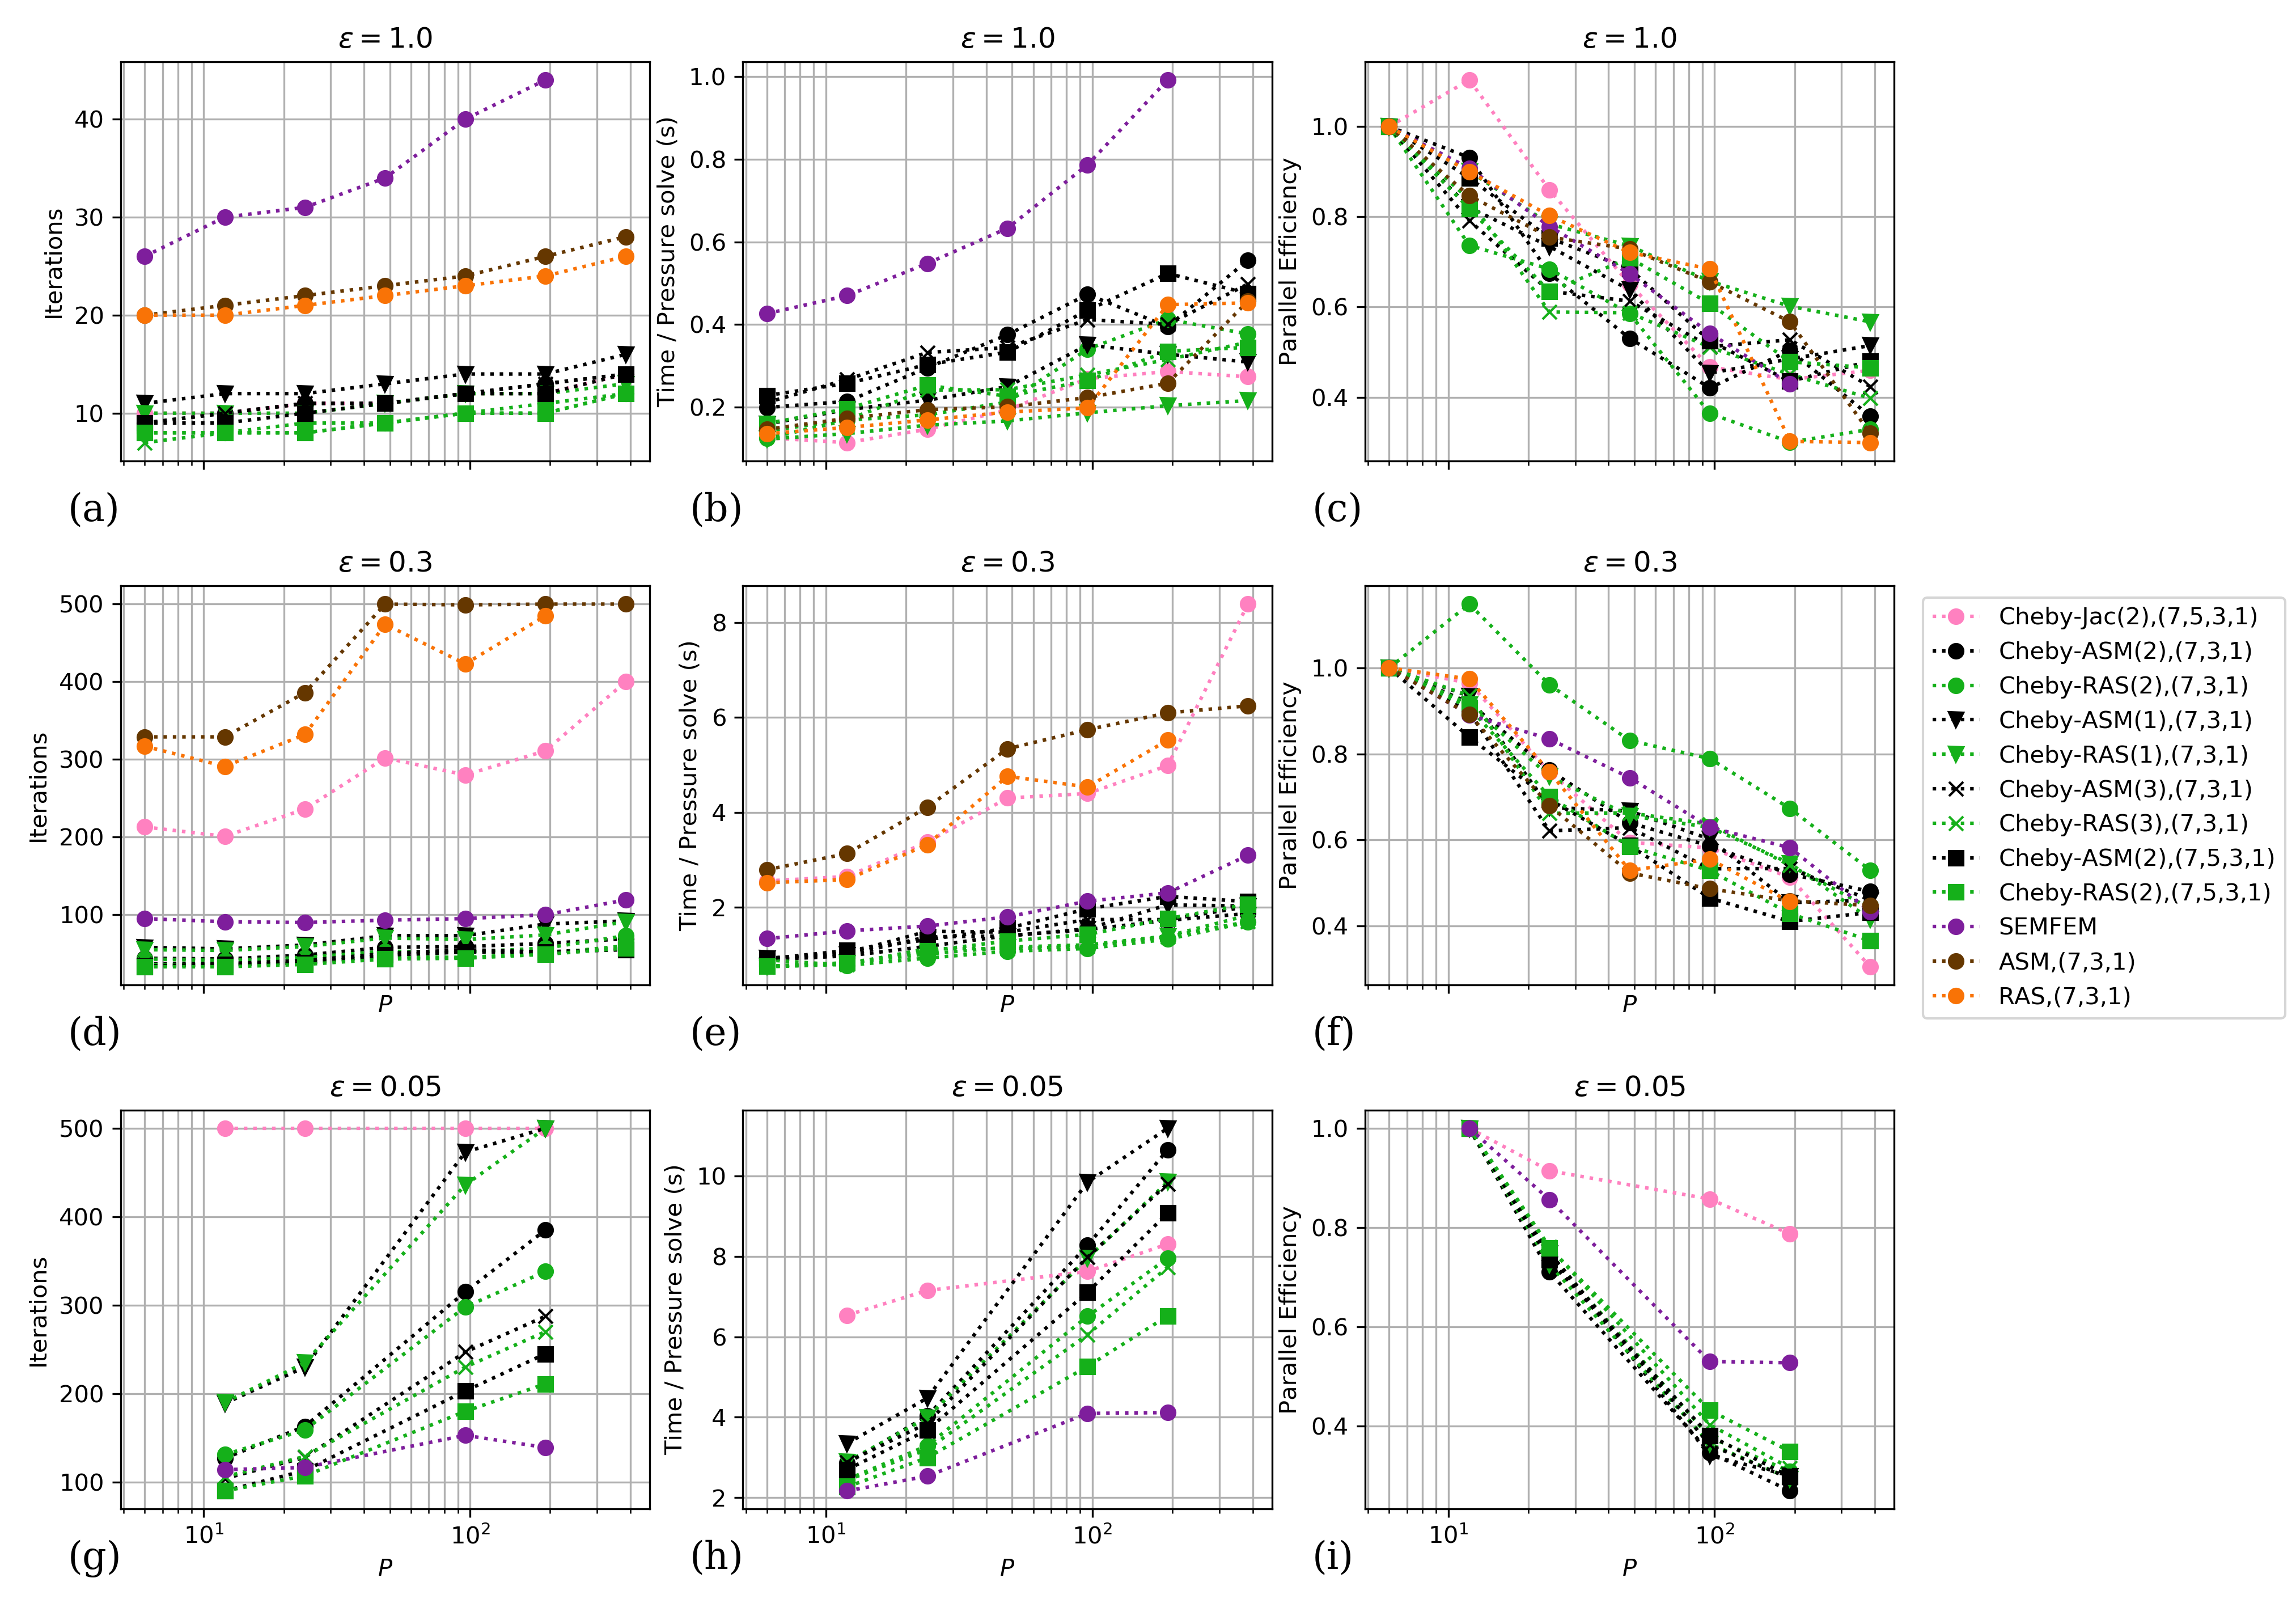 ε = 1.0
Iterations
40
30
20
10
(a)
ε = 1.0
Time / Pressure solve (s)
1.0
0.8
0.6
0.4
0.2
(b)
ε = 1.0
Parallel Efficiency
1.0
0.8
0.6
0.4
(c)
ε = 0.3
Iterations
500
400
300
200
100
P
(d)
ε = 0.3
Time / Pressure solve (s)
8
6
4
2
P
(e)
ε = 0.3
Parallel Efficiency
1.0
0.8
0.6
0.4
P
(f)
Cheby-Jac(2),(7,5,3,1)
Cheby-ASM(2),(7,3,1)
Cheby-RAS(2),(7,3,1)
Cheby-ASM(1),(7,3,1)
Cheby-RAS(1),(7,3,1)
Cheby-ASM(3),(7,3,1)
Cheby-RAS(3),(7,3,1)
Cheby-ASM(2),(7,5,3,1)
Cheby-RAS(2),(7,5,3,1)
SEMFEM
ASM,(7,3,1)
RAS,(7,3,1)
ε = 0.05
Iterations
500
400
300
200
100
10¹ 10²
P
(g)
ε = 0.05
Time / Pressure solve (s)
10
8
6
4
2
10¹ 10²
P
(h)
ε = 0.05
Parallel Efficiency
1.0
0.8
0.6
0.4
10¹ 10²
P
(i)